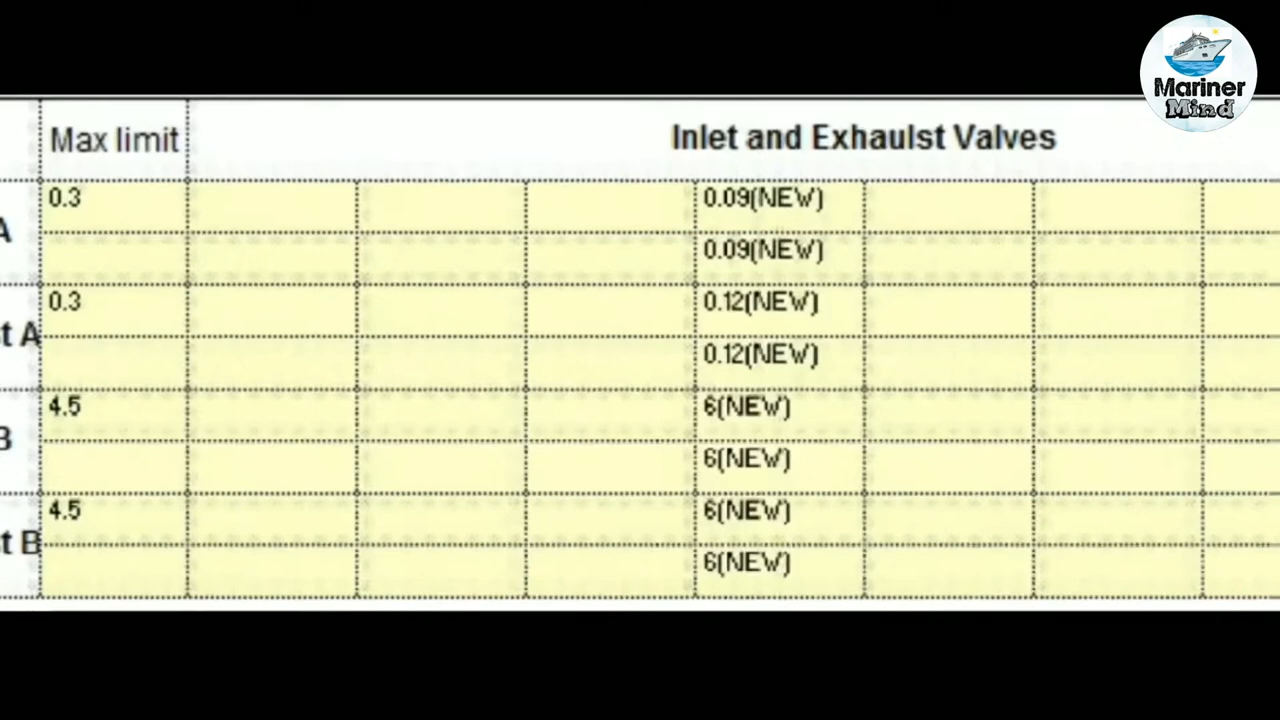 Mariner
Mind
Max limit
Inlet and Exhaulst Valves
A
0.3
0.09(NEW)
0.09(NEW)
t A
0.3
0.12(NEW)
0.12(NEW)
B
4.5
6(NEW)
6(NEW)
t B
4.5
6(NEW)
6(NEW)